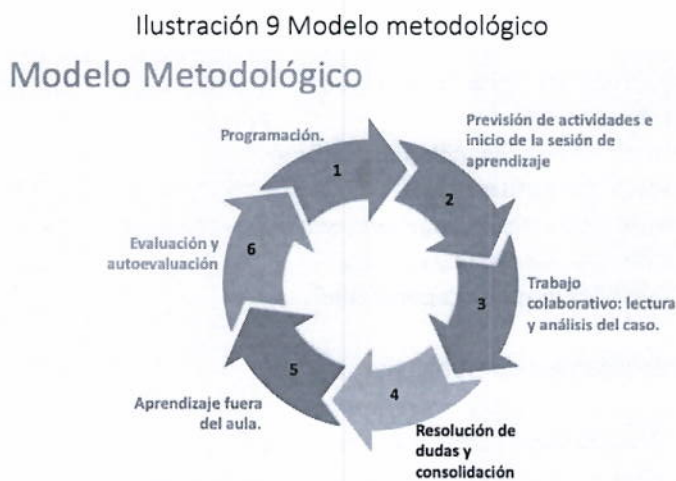 Ilustración 9 Modelo metodológico
Modelo Metodológico
Programación.
1
Previsión de actividades e
inicio de la sesión de
aprendizaje
2
Trabajo
colaborativo: lectura
y análisis del caso.
3
Resolución de
dudas y
consolidación
4
Aprendizaje fuera
del aula.
5
Evaluación y
autoevaluación
6